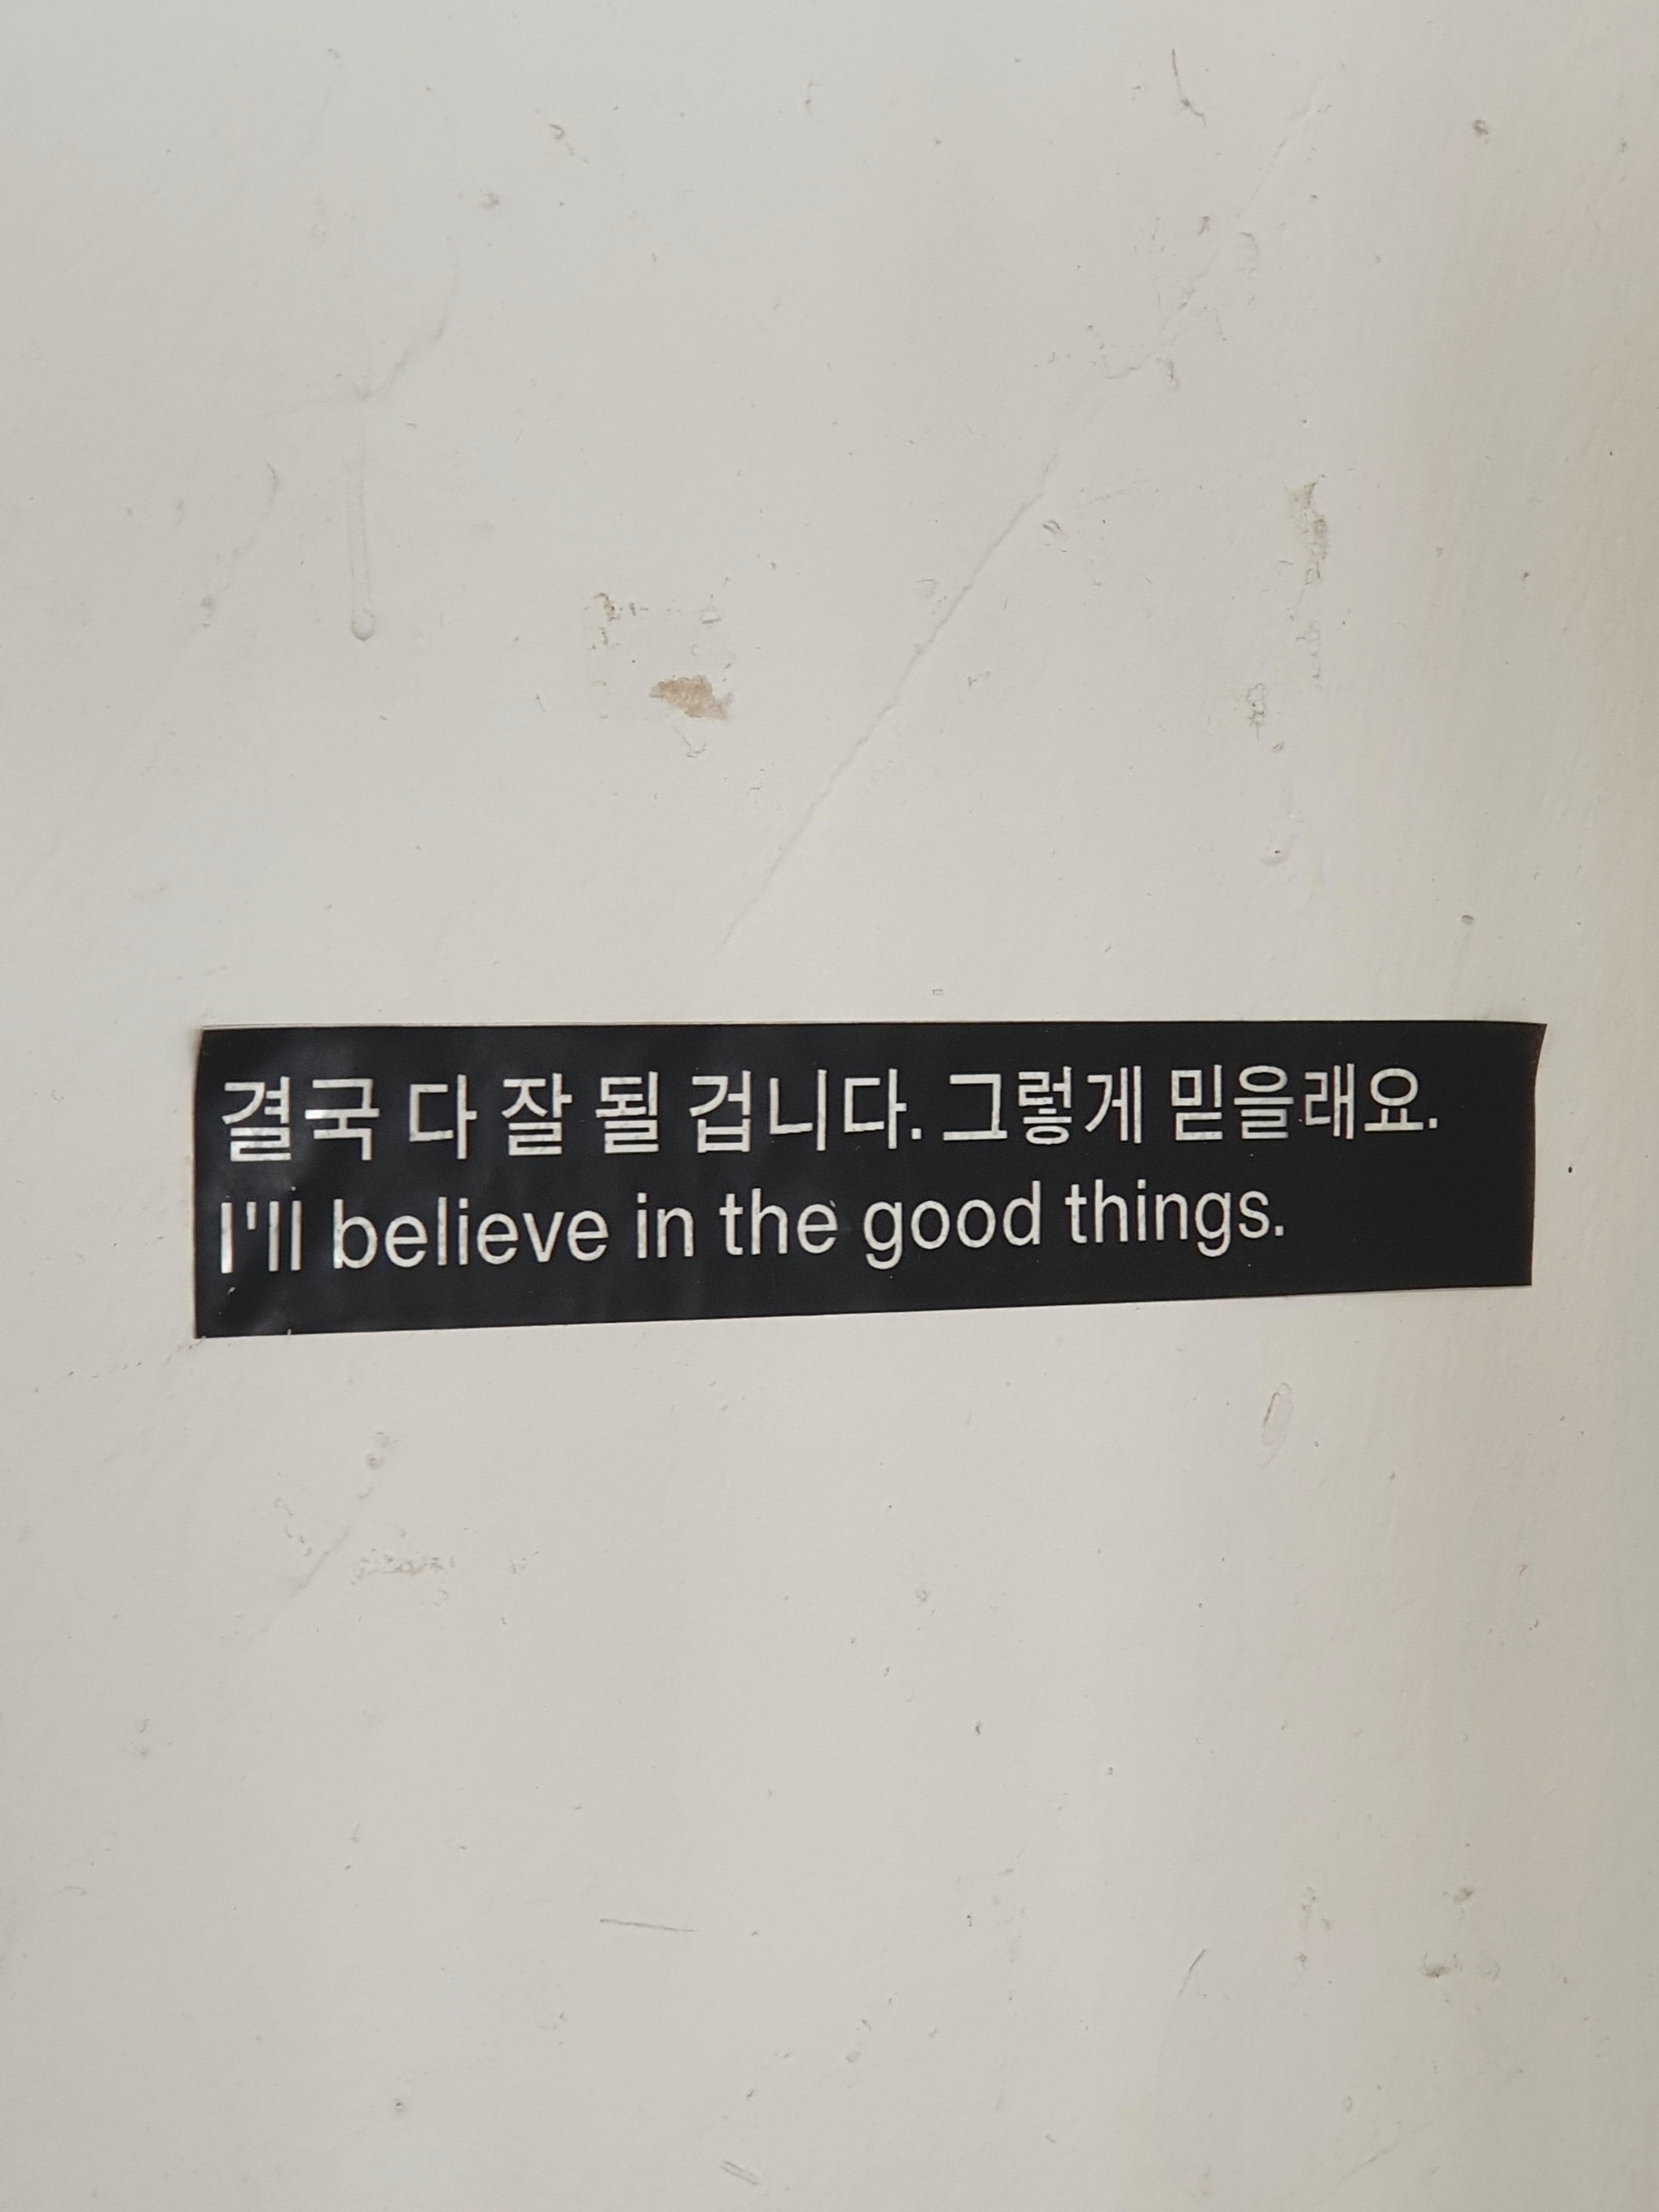 결국 다 잘 될 겁니다. 그렇게 믿을래요.
I'll believe in the good things.